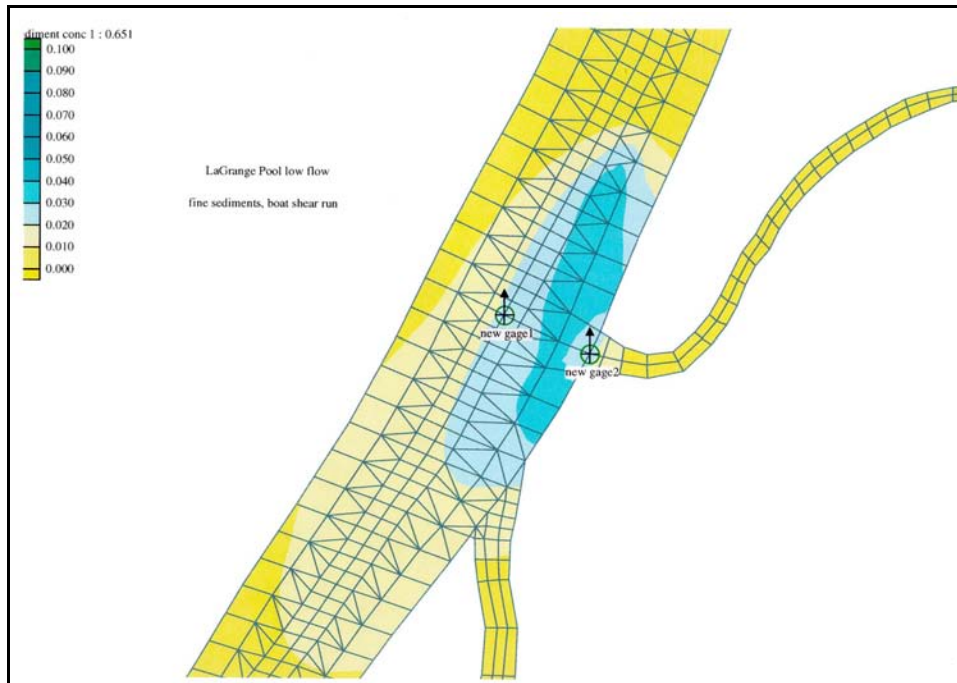 diment conc 1 : 0.651
0.100
0.090
0.080
0.070
0.060
0.050
0.040
0.030
0.020
0.010
0.000
LaGrange Pool low flow
fine sediments, boat shear run
new gage1
new gage2